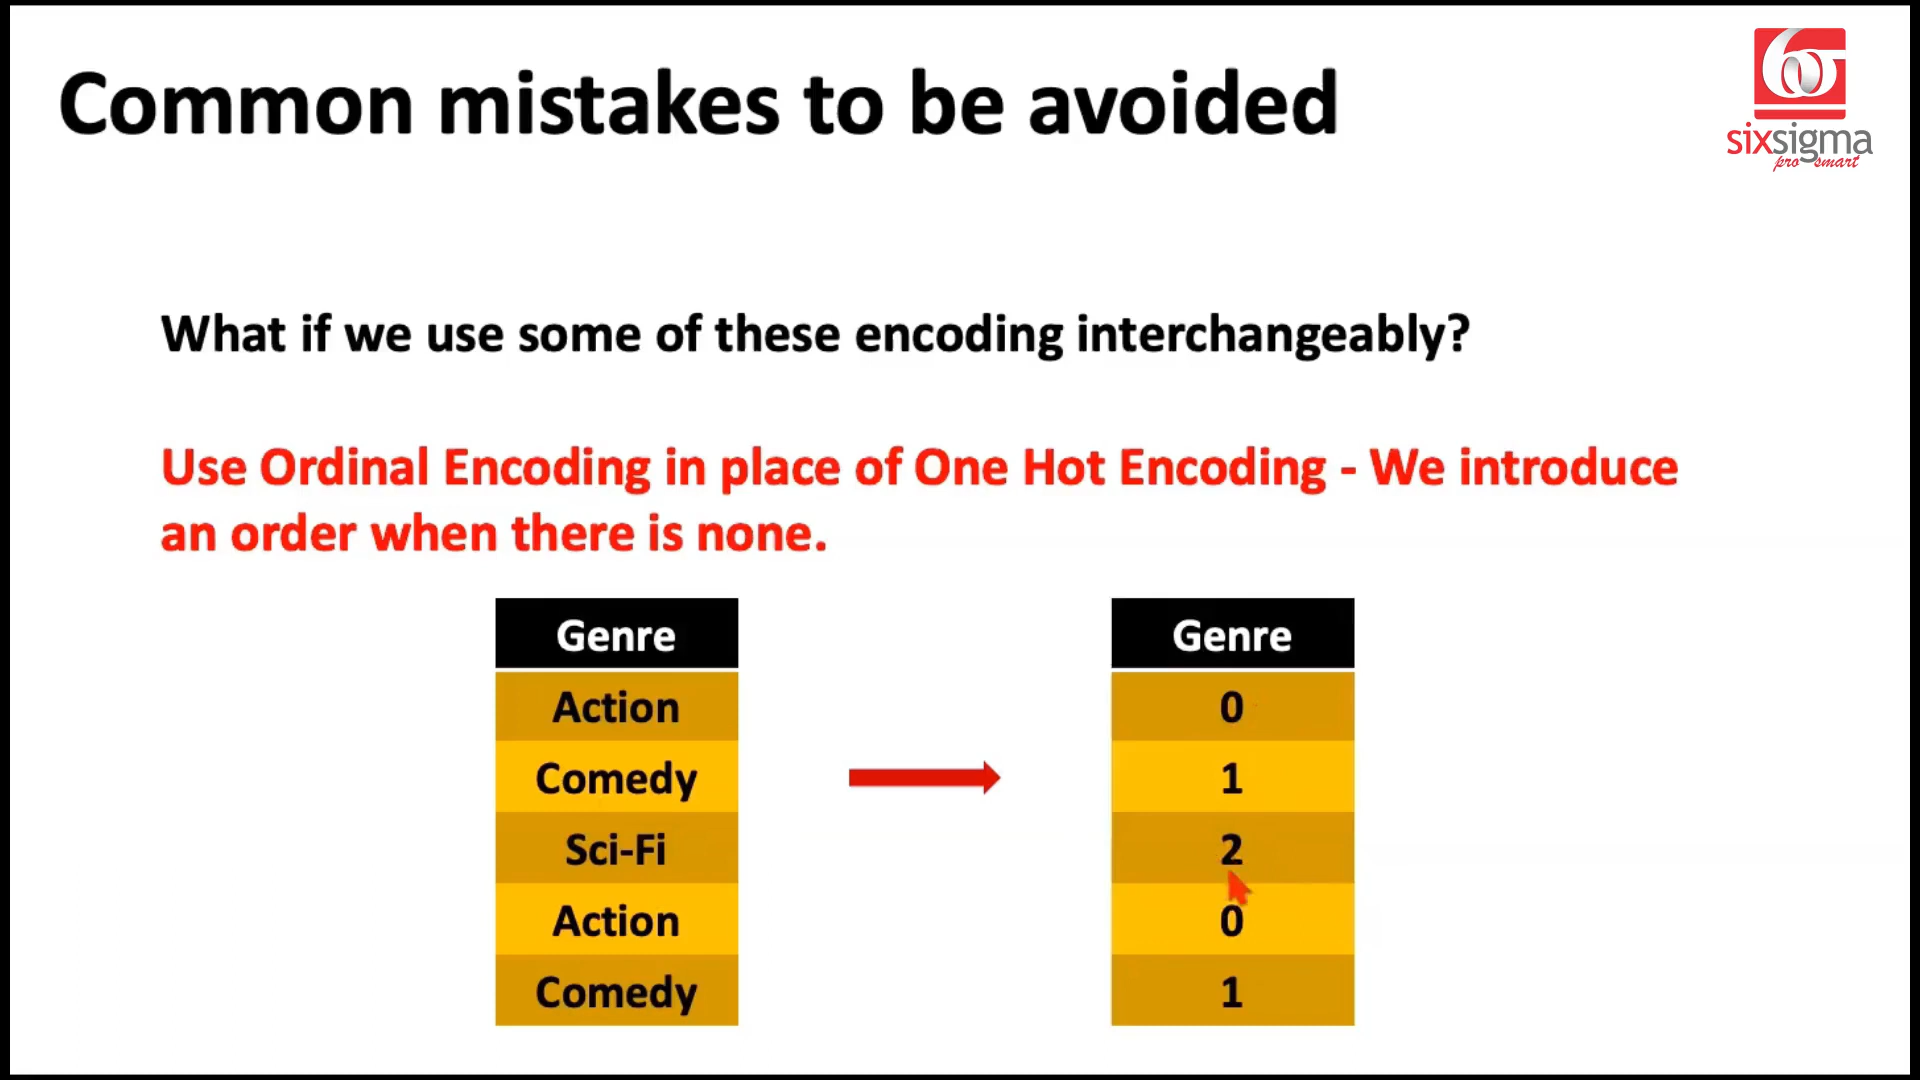 Common mistakes to be avoided
sixsigma
pro smart
What if we use some of these encoding interchangeably?
Use Ordinal Encoding in place of One Hot Encoding - We introduce
an order when there is none.
Genre Genre
Action 0
Comedy 1
Sci-Fi 2
Action 0
Comedy 1